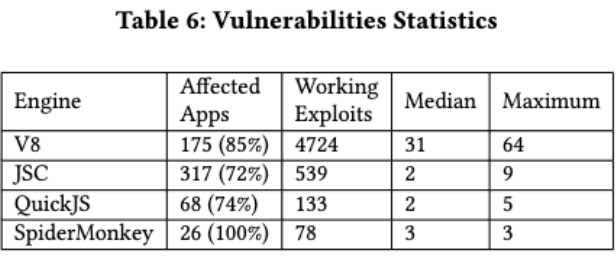 Table 6: Vulnerabilities Statistics
Engine Affected Apps Working Exploits Median Maximum
V8 175 (85%) 4724 31 64
JSC 317 (72%) 539 2 9
QuickJS 68 (74%) 133 2 5
SpiderMonkey 26 (100%) 78 3 3